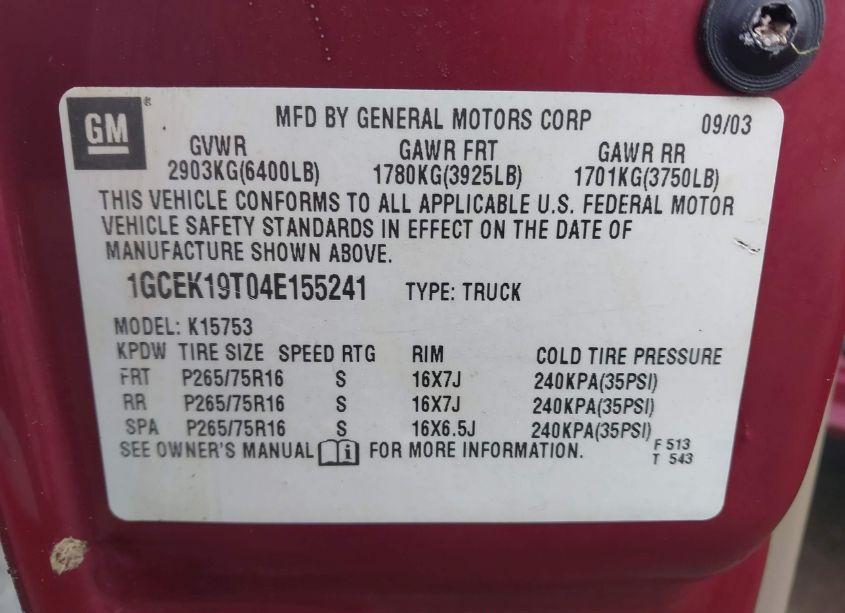 GM
MFD BY GENERAL MOTORS CORP 09/03
GVWR GAWR FRT GAWR RR
2903KG(6400LB) 1780KG(3925LB) 1701KG(3750LB)
THIS VEHICLE CONFORMS TO ALL APPLICABLE U.S. FEDERAL MOTOR
VEHICLE SAFETY STANDARDS IN EFFECT ON THE DATE OF
MANUFACTURE SHOWN ABOVE.
1GCEK19T04E155241 TYPE: TRUCK
MODEL: K15753
KPDW TIRE SIZE SPEED RTG RIM COLD TIRE PRESSURE
FRT P265/75R16 S 16X7J 240KPA(35PSI)
RR P265/75R16 S 16X7J 240KPA(35PSI)
SPA P265/75R16 S 16X6.5J 240KPA(35PSI)
SEE OWNER'S MANUAL i FOR MORE INFORMATION.
F 513
T 543